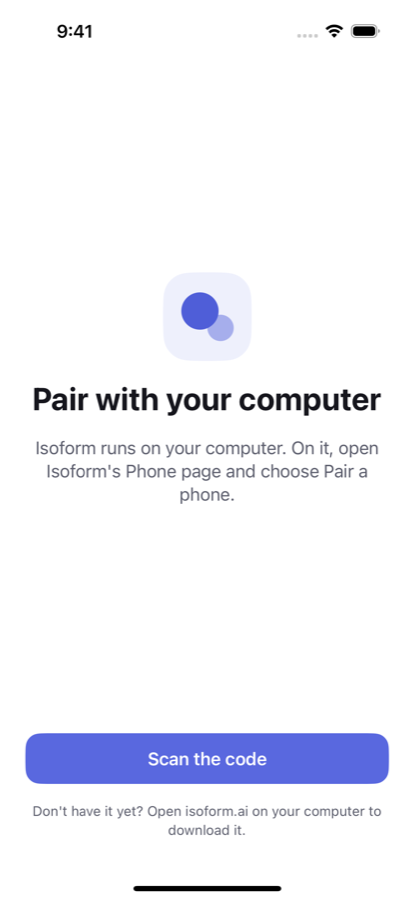 9:41
Pair with your computer
Isoform runs on your computer. On it, open
Isoform's Phone page and choose Pair a
phone.
Scan the code
Don't have it yet? Open isoform.ai on your computer to
download it.